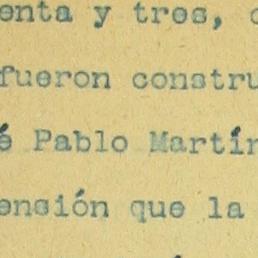 enta y tres,
fueron constru
é Pablo Martín
ensión que la